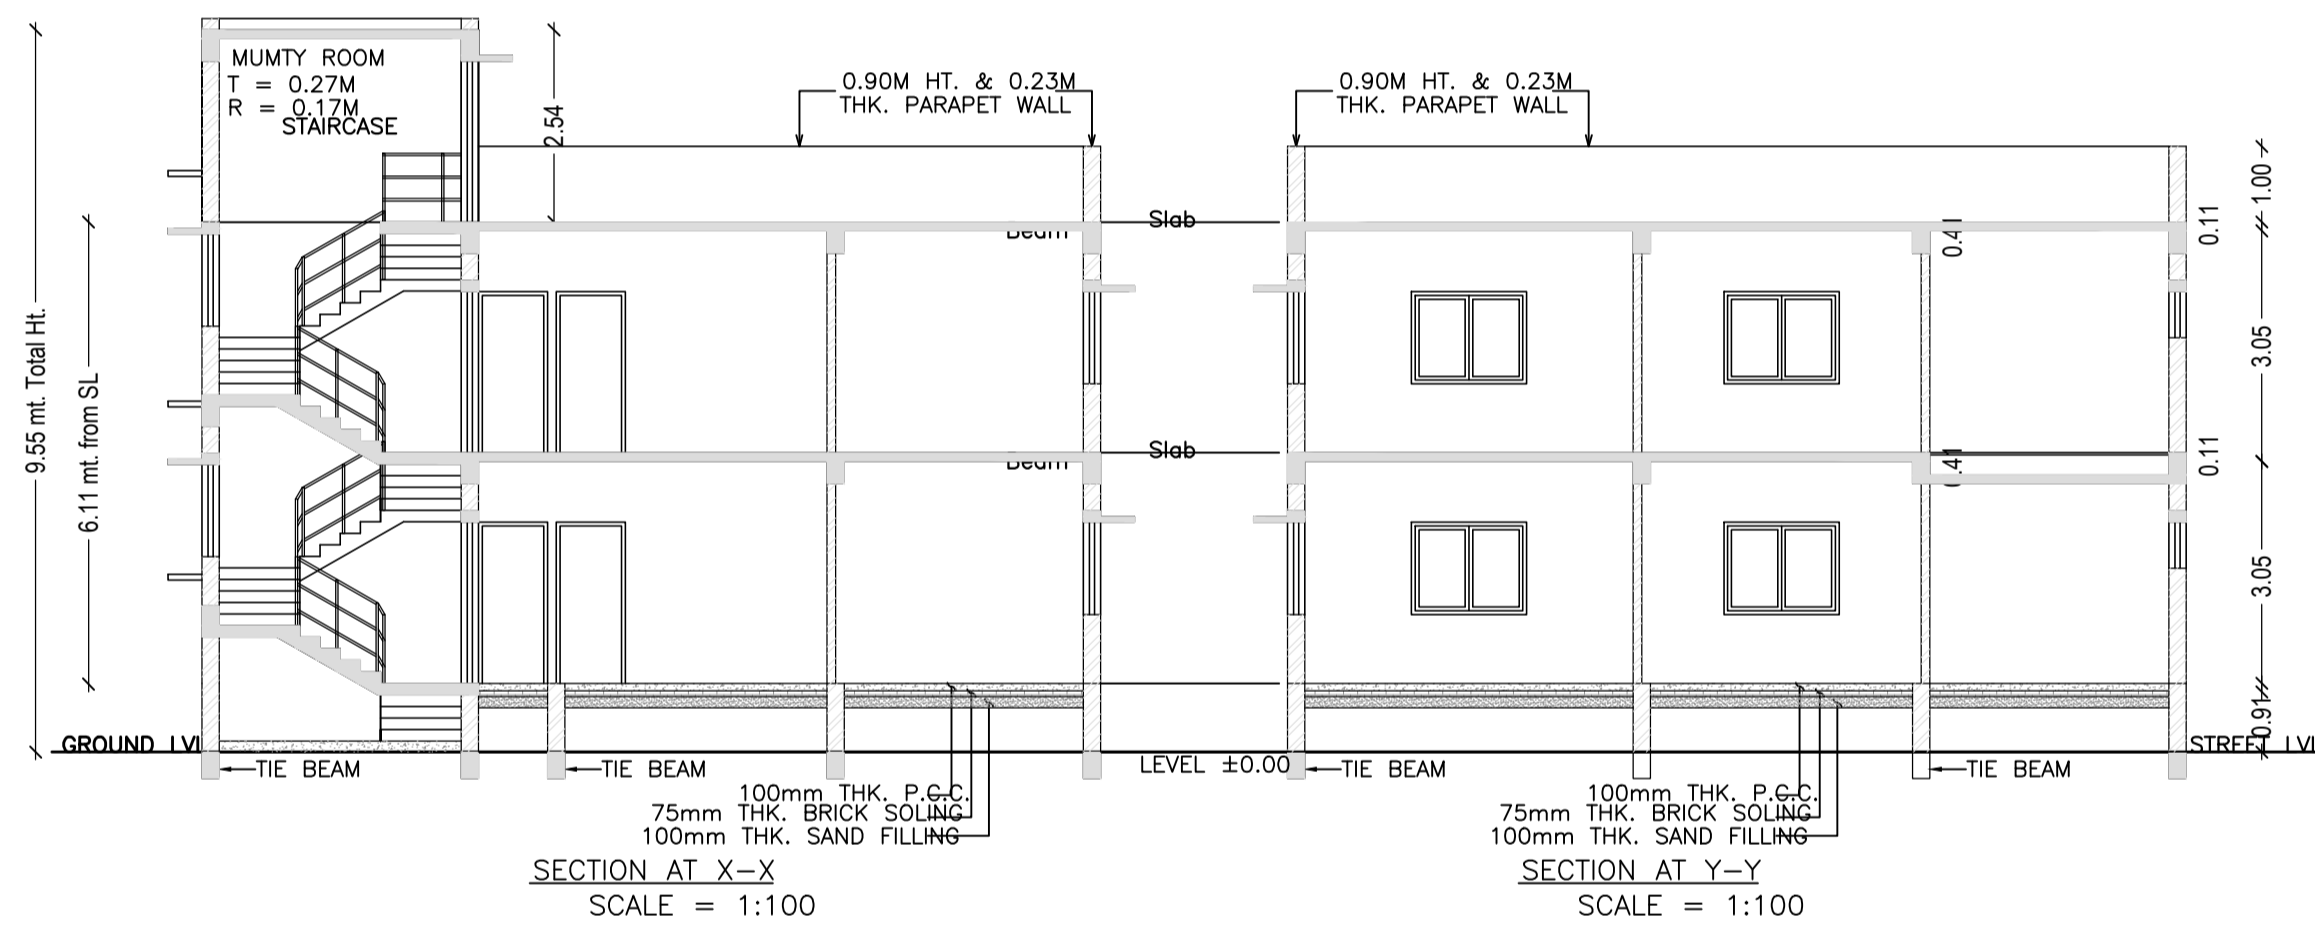 MUMTY ROOM
T = 0.27M
R = 0.17M
STAIRCASE
2.54
0.90M HT. & 0.23M
THK. PARAPET WALL
0.90M HT. & 0.23M
THK. PARAPET WALL
9.55 mt. Total Ht.
6.11 mt. from SL
Slab
Beam
Slab
Beam
0.41
0.11
0.41
0.11
1.00
3.05
3.05
0.91
GROUND LVL
STREET LVL
LEVEL ±0.00
TIE BEAM
TIE BEAM
TIE BEAM
TIE BEAM
100mm THK. P.C.C.
75mm THK. BRICK SOLING
100mm THK. SAND FILLING
SECTION AT X-X
SCALE = 1:100
100mm THK. P.C.C.
75mm THK. BRICK SOLING
100mm THK. SAND FILLING
SECTION AT Y-Y
SCALE = 1:100